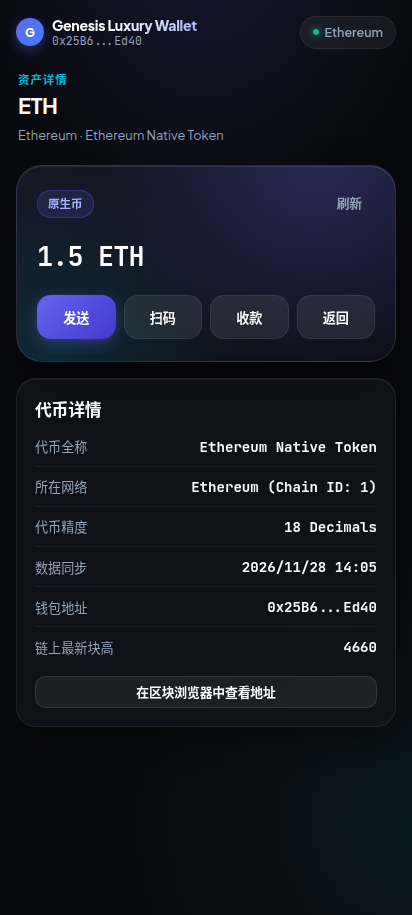 G
Genesis Luxury Wallet
0x25B6...Ed40
Ethereum
资产详情
ETH
Ethereum · Ethereum Native Token
原生币
刷新
1.5 ETH
发送
扫码
收款
返回
代币详情
代币全称 Ethereum Native Token
所在网络 Ethereum (Chain ID: 1)
代币精度 18 Decimals
数据同步 2026/11/28 14:05
钱包地址 0x25B6...Ed40
链上最新块高 4660
在区块浏览器中查看地址